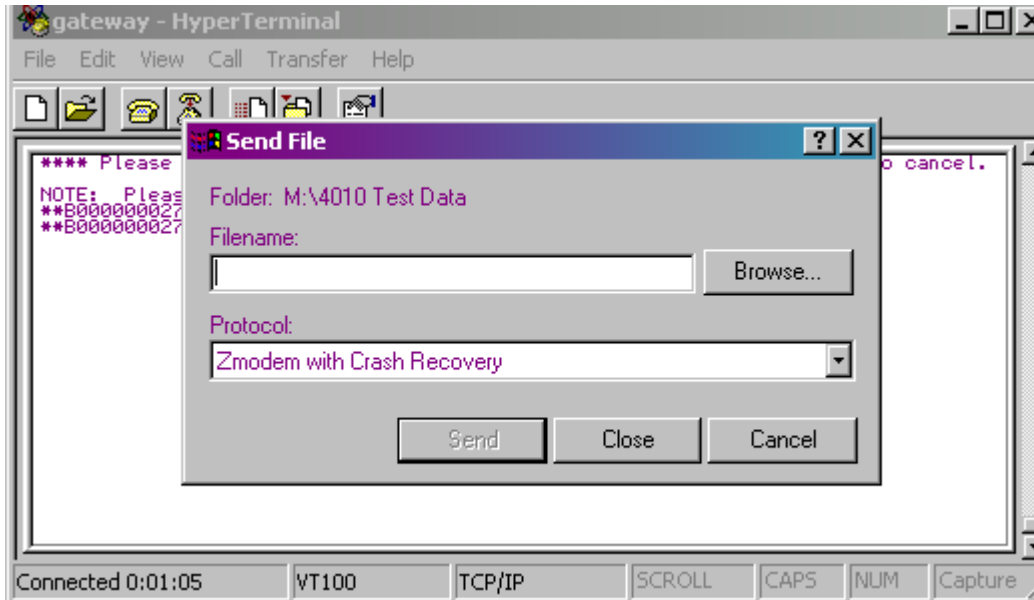 gateway - HyperTerminal
File Edit View Call Transfer Help
Send File
**** Please
o cancel.
NOTE: Pleas
**B0000000027
**B0000000027
Folder: M:\4010 Test Data
Filename:
Browse...
Protocol:
Zmodem with Crash Recovery
Send Close Cancel
Connected 0:01:05 VT100 TCP/IP SCROLL CAPS NUM Capture